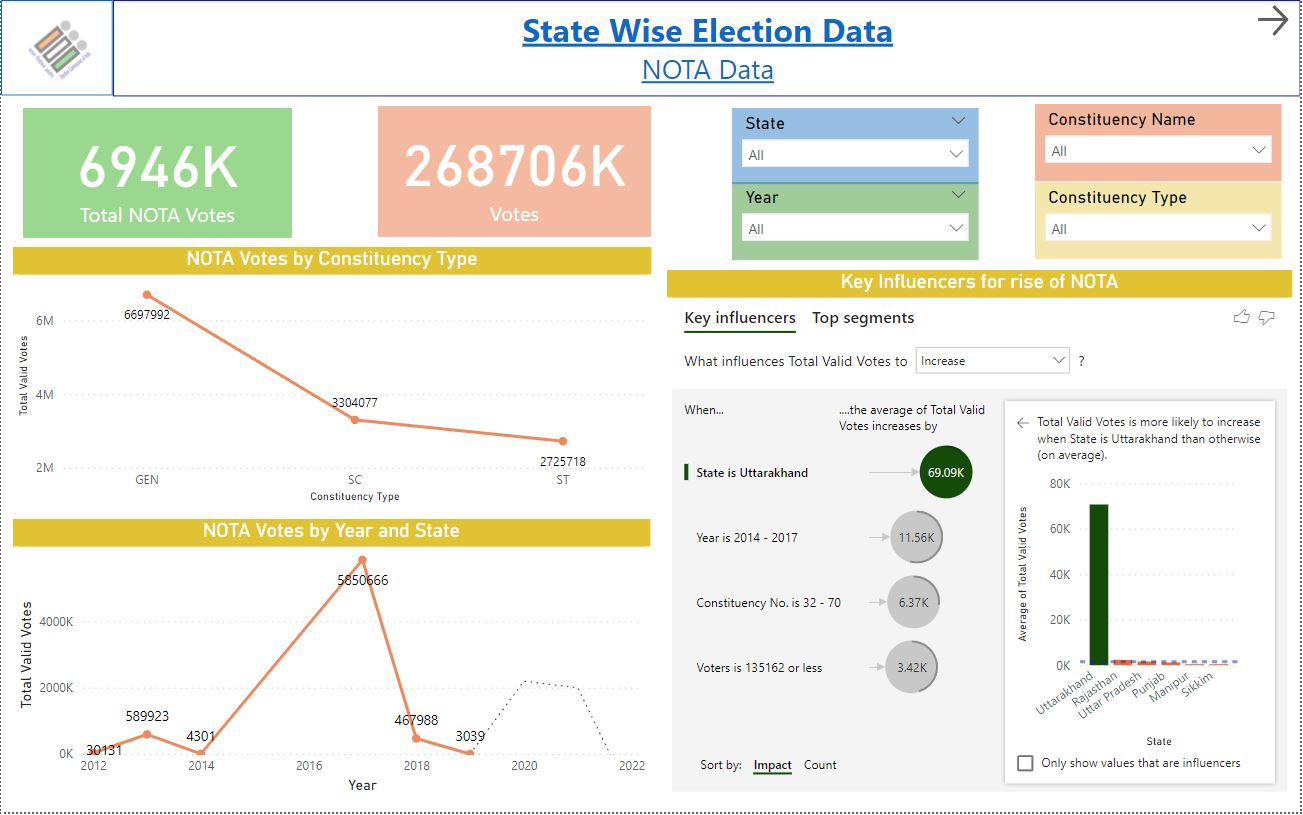 State Wise Election Data
NOTA Data
6946K
Total NOTA Votes
268706K
Votes
State
All
Year
All
Constituency Name
All
Constituency Type
All
NOTA Votes by Constituency Type
Total Valid Votes
6M
4M
2M
6697992
3304077
2725718
GEN
SC
ST
Constituency Type
NOTA Votes by Year and State
Total Valid Votes
4000K
2000K
0K
30131
589923
4301
5850666
467988
3039
2012
2014
2016
2018
2020
2022
Year
Key Influencers for rise of NOTA
Key influencers
Top segments
What influences Total Valid Votes to
Increase
?
When...
....the average of Total Valid
Votes increases by
State is Uttarakhand
69.09K
Year is 2014 - 2017
11.56K
Constituency No. is 32 - 70
6.37K
Voters is 135162 or less
3.42K
Sort by:
Impact
Count
Total Valid Votes is more likely to increase
when State is Uttarakhand than otherwise
(on average).
Average of Total Valid Votes
80K
60K
40K
20K
0K
Uttarakhand
Rajasthan
Uttar Pradesh
Punjab
Manipur
Sikkim
State
Only show values that are influencers